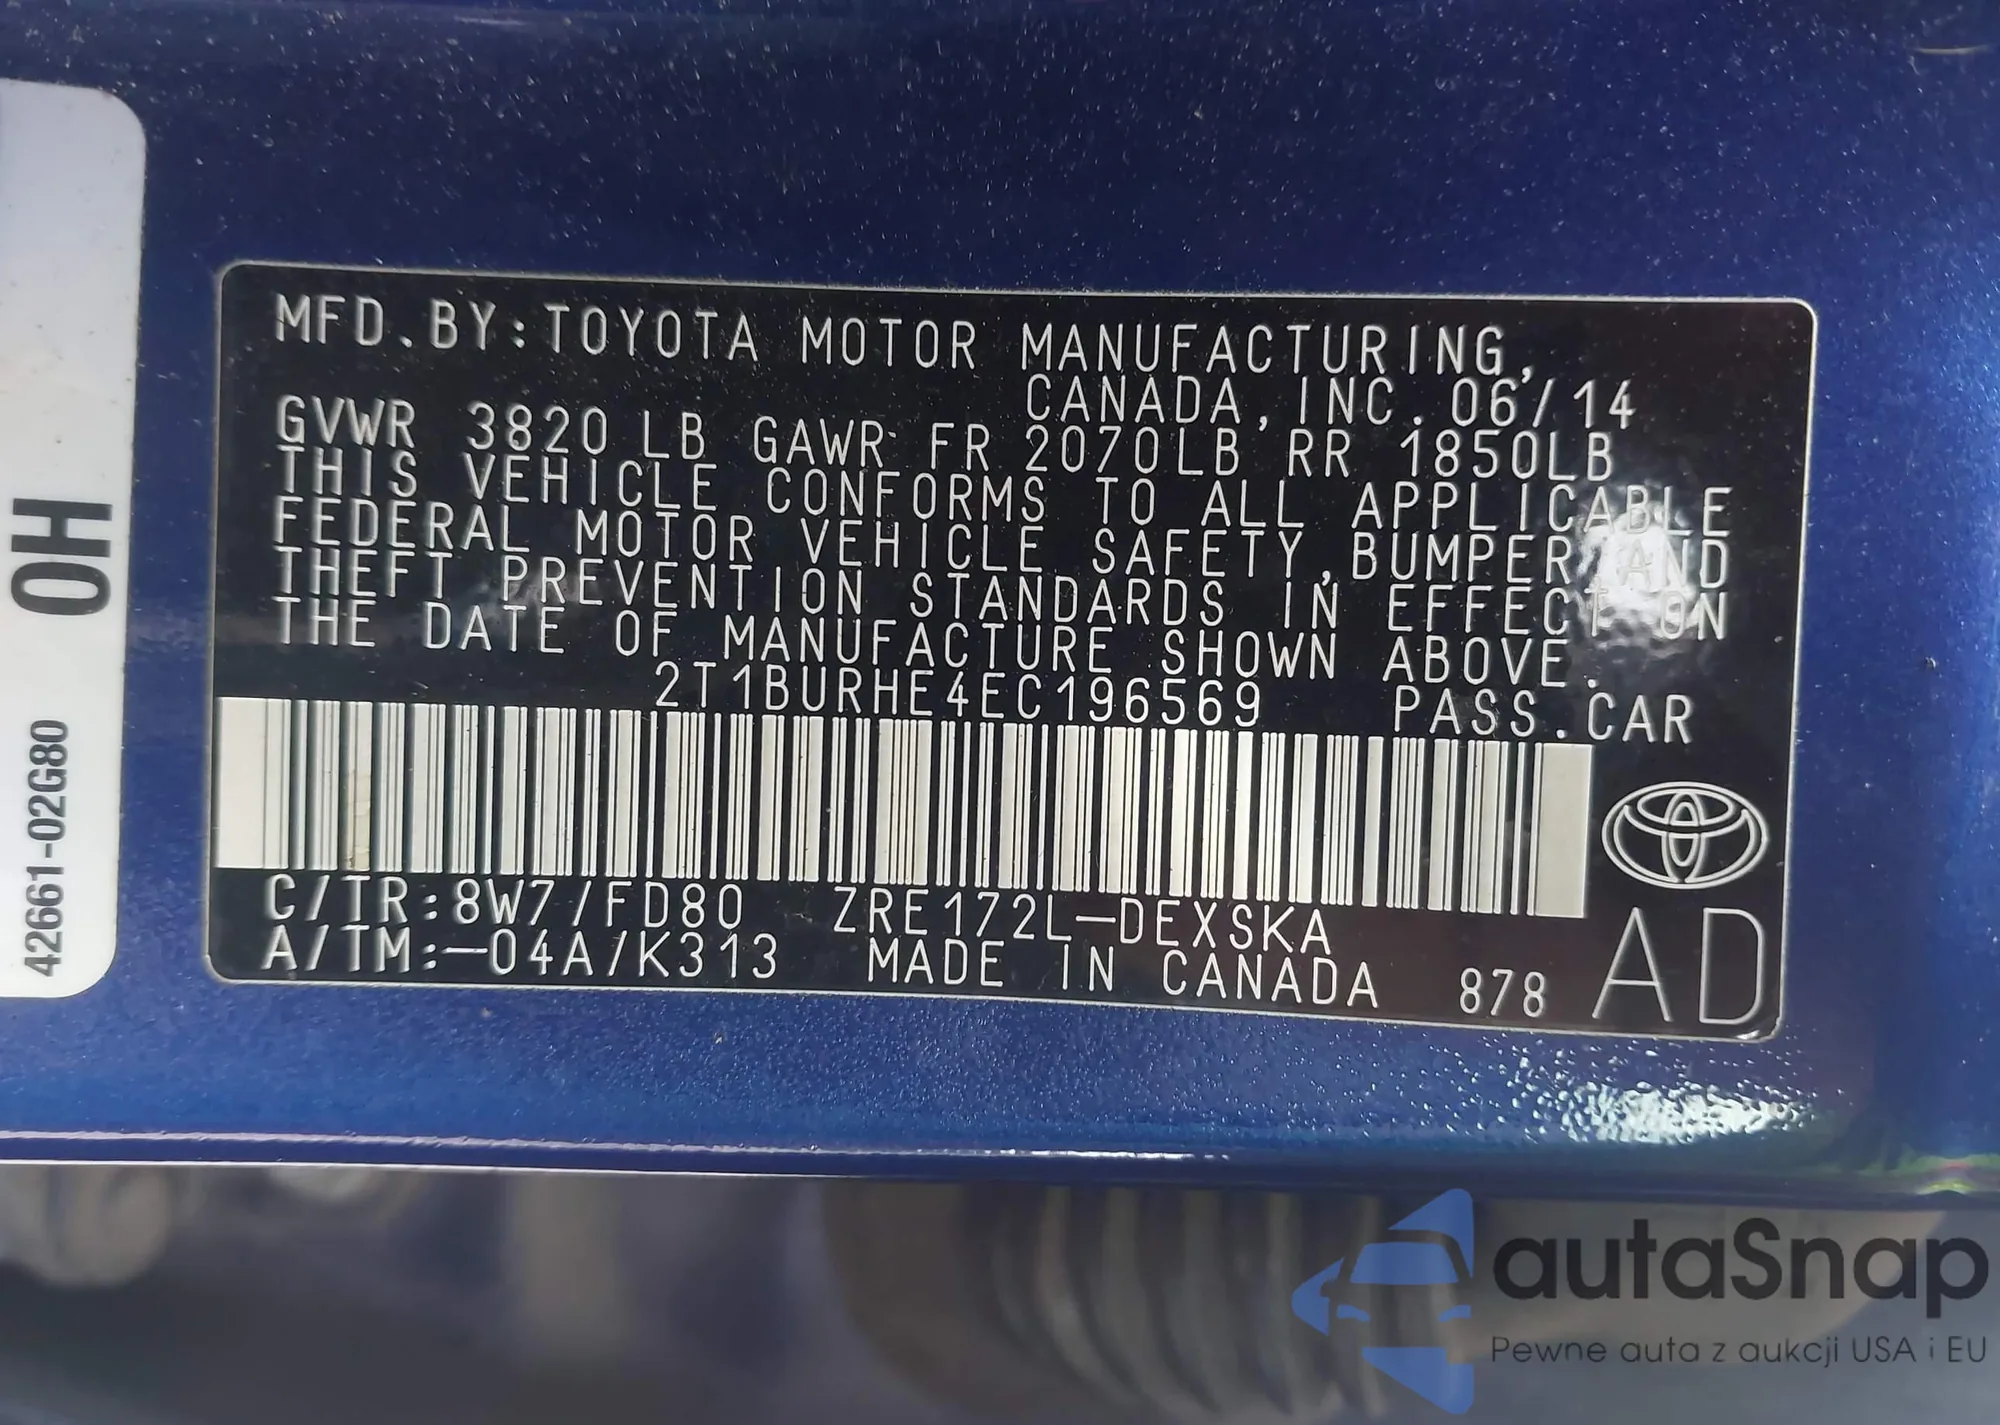 MFD.BY:TOYOTA MOTOR MANUFACTURING,
CANADA,INC.06/14
GVWR 3820 LB GAWR FR 2070LB RR 1850LB
THIS VEHICLE CONFORMS TO ALL APPLICABLE
FEDERAL MOTOR VEHICLE SAFETY,BUMPER AND
THEFT PREVENTION STANDARDS IN EFFECT ON
THE DATE OF MANUFACTURE SHOWN ABOVE.
2T1BURHE4EC196569 PASS.CAR
C/TR:8W7/FD80 ZRE172L-DEXSKA
A/TM:-04A/K313 MADE IN CANADA 878 AD
42661-02G80 0H
autaSnap
Pewne auta z aukcji USA i EU